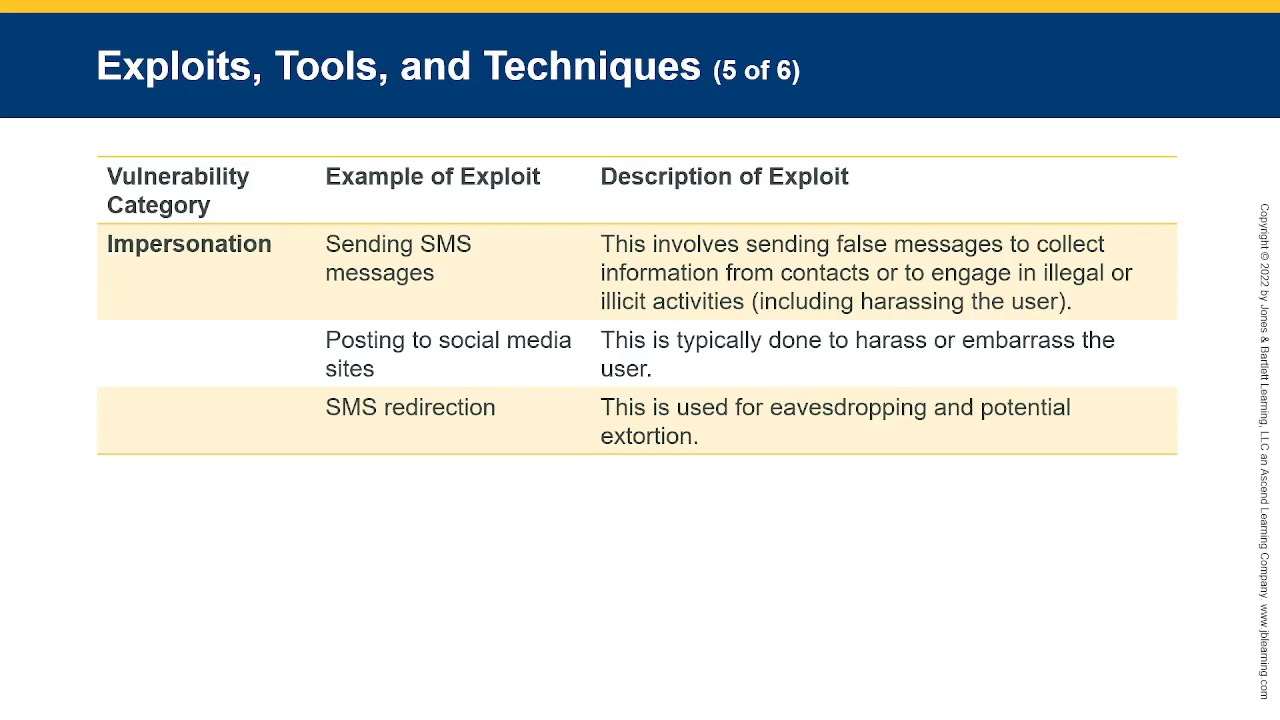 Exploits, Tools, and Techniques (5 of 6)
Vulnerability
Category
Example of Exploit
Description of Exploit
Impersonation
Sending SMS
messages
This involves sending false messages to collect
information from contacts or to engage in illegal or
illicit activities (including harassing the user).
Posting to social media
sites
This is typically done to harass or embarrass the
user.
SMS redirection
This is used for eavesdropping and potential
extortion.
Copyright © 2022 by Jones & Bartlett Learning, LLC an Ascend Learning Company. www.jblearning.com